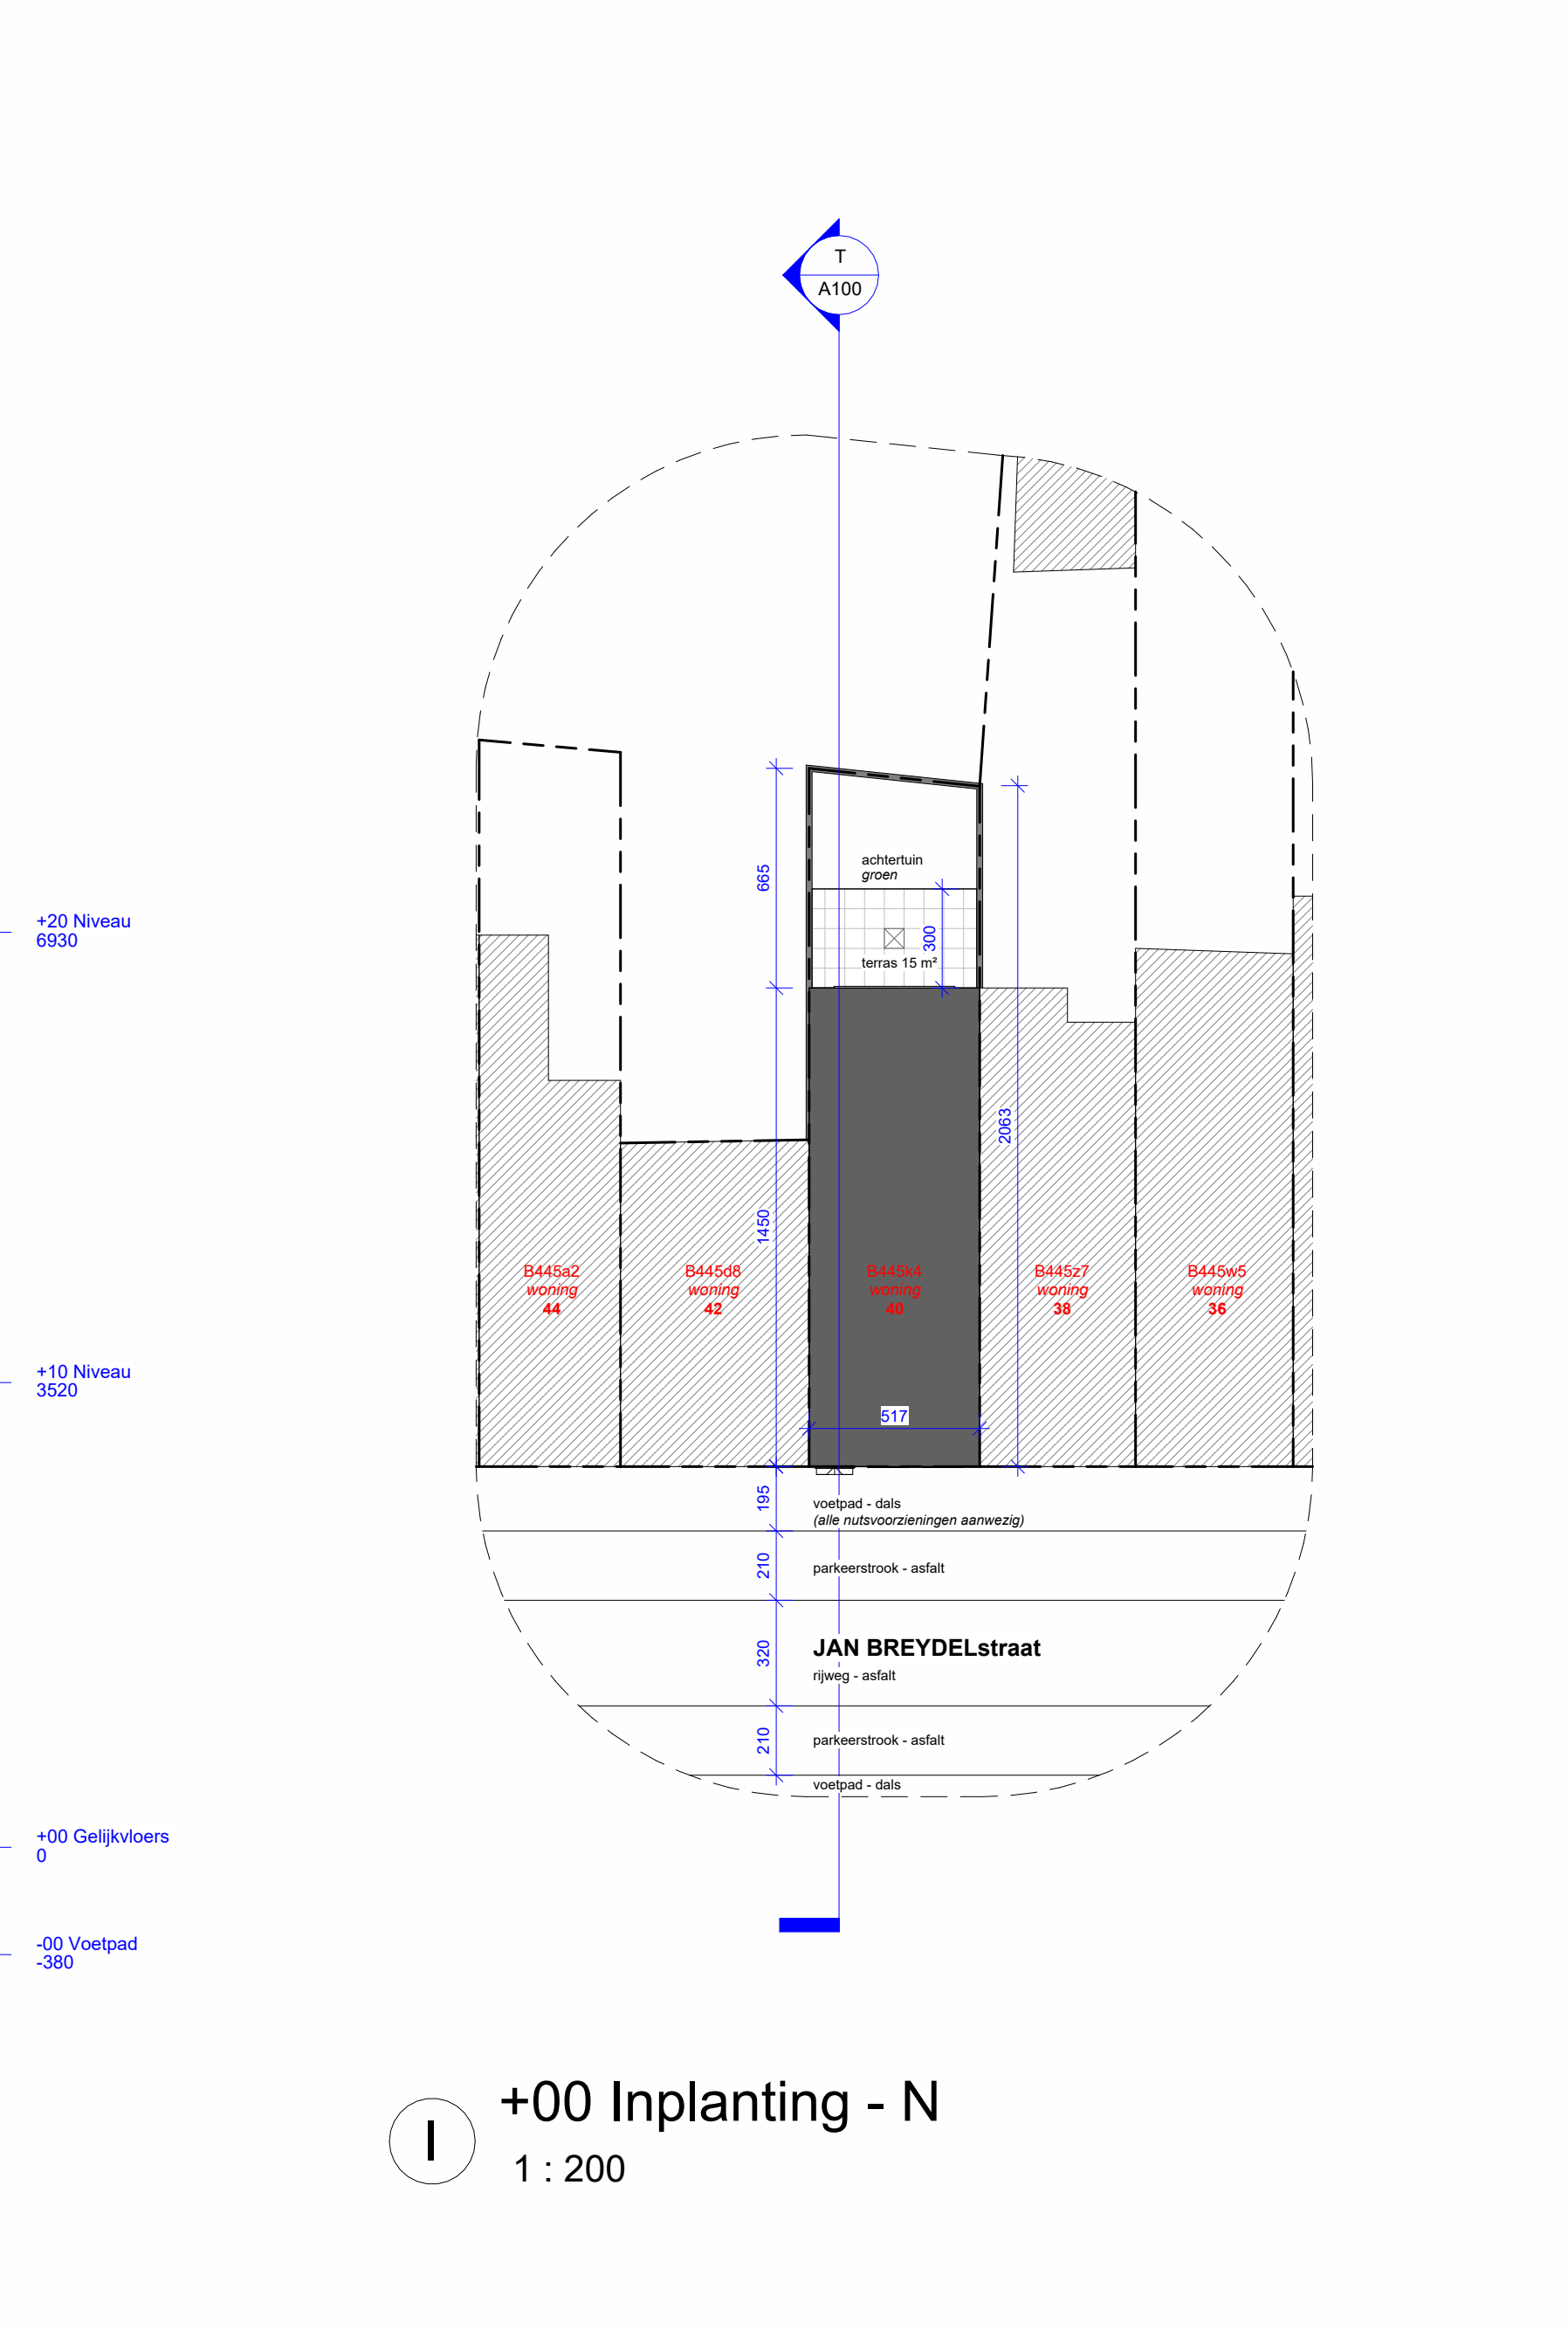 T
A100
achtertuin
groen
665
300
terras 15 m²
+20 Niveau
6930
2063
1450
B445a2
woning
44
B445d8
woning
42
B445k4
woning
40
B445z7
woning
38
B445w5
woning
36
+10 Niveau
3520
517
195
voetpad - dals
(alle nutsvoorzieningen aanwezig)
210
parkeerstrook - asfalt
320
JAN BREYDELstraat
rijweg - asfalt
210
parkeerstrook - asfalt
voetpad - dals
+00 Gelijkvloers
0
-00 Voetpad
-380
I
+00 Inplanting - N
1 : 200